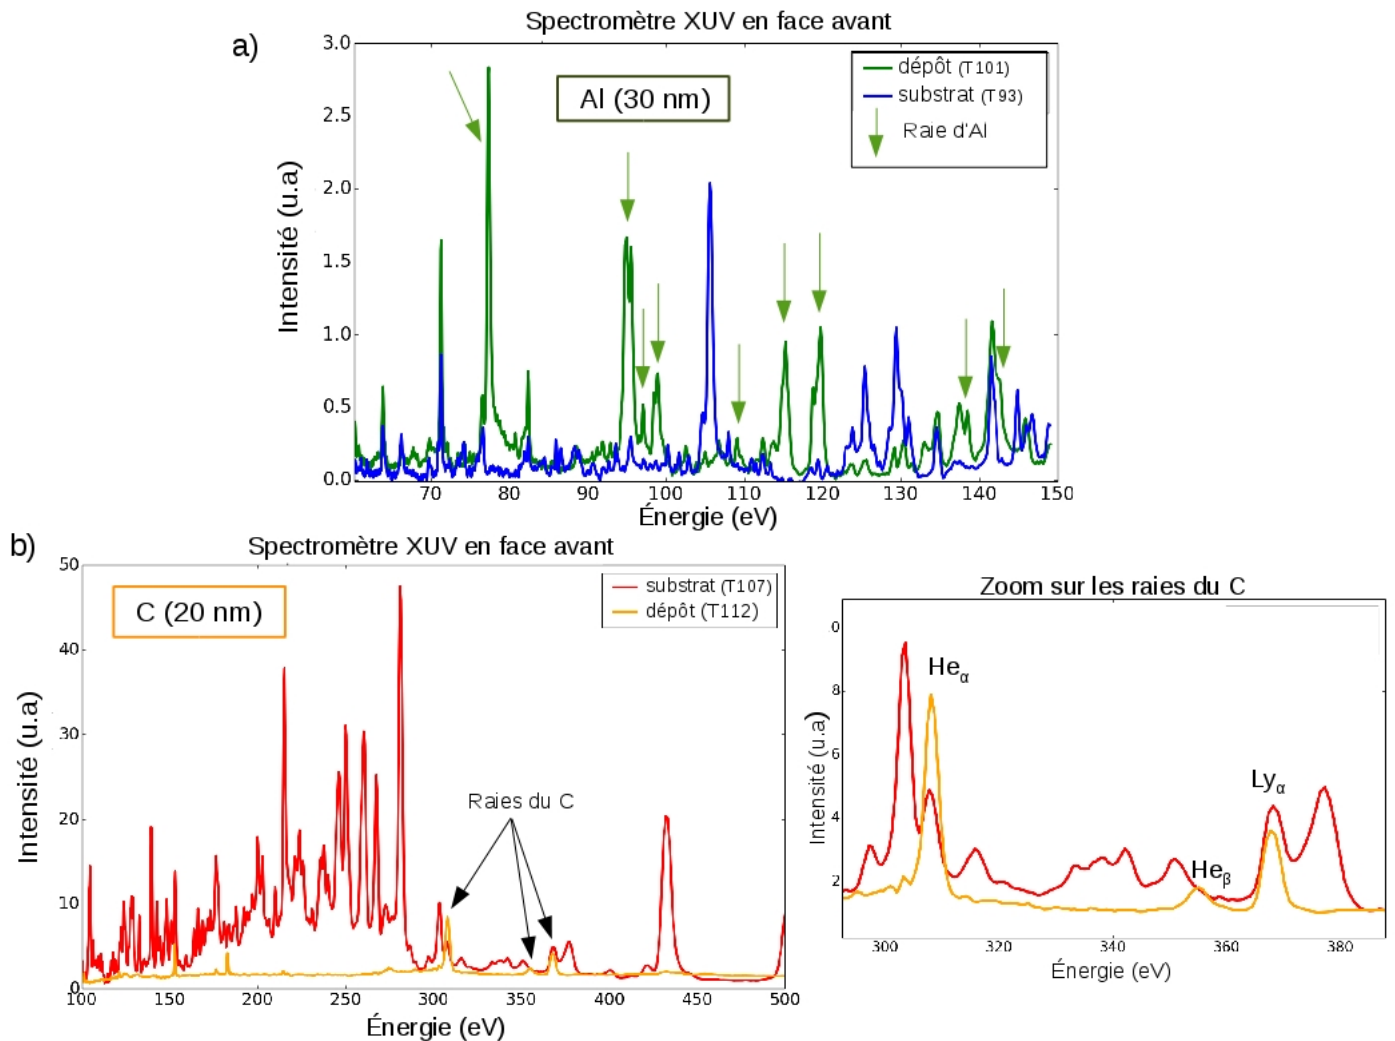 a)
Spectromètre XUV en face avant
Al (30 nm)
dépôt (T101)
substrat (T93)
Raie d'Al
Intensité (u.a)
3.0
2.5
2.0
1.5
1.0
0.5
0.0
70 80 90 100 110 120 130 140 150
Énergie (eV)
b)
Spectromètre XUV en face avant
C (20 nm)
substrat (T107)
dépôt (T112)
Raies du C
Intensité (u.a)
50
40
30
20
10
0
100 150 200 250 300 350 400 450 500
Énergie (eV)
Zoom sur les raies du C
Heα
Heβ
Lyα
Intensité (u.a)
0
8
6
4
2
300 320 340 360 380
Énergie (eV)